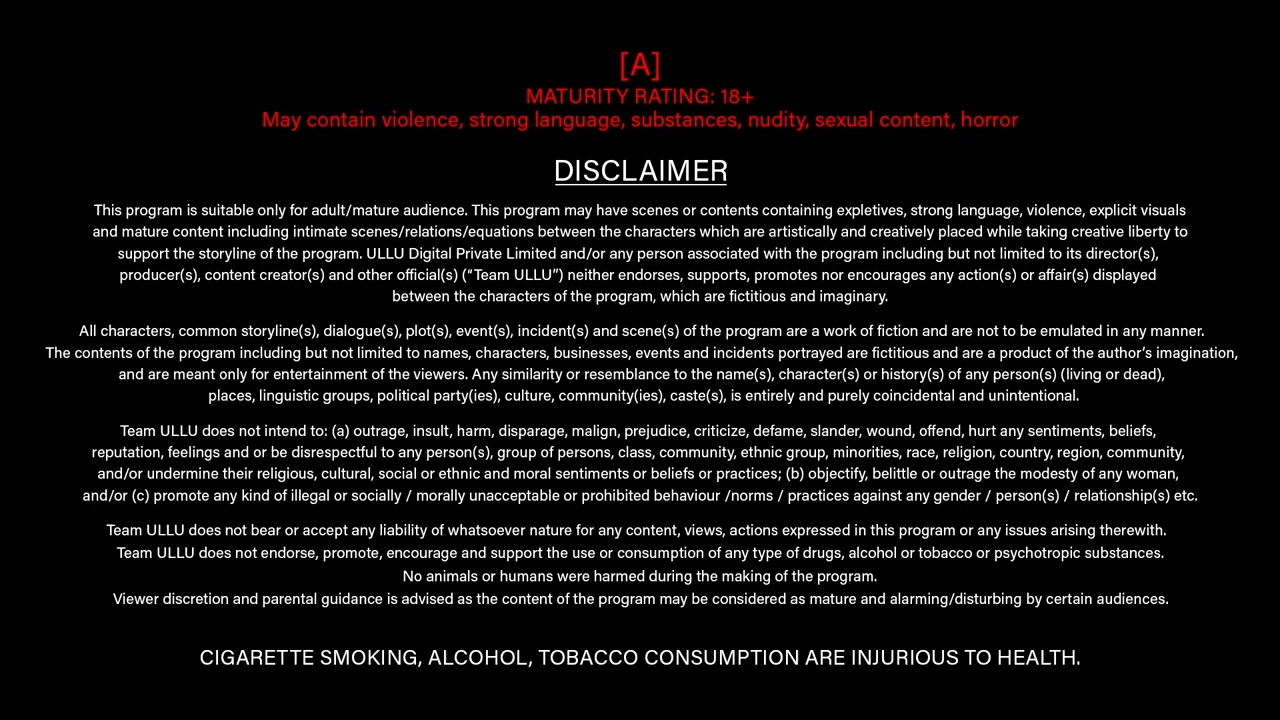 [A]
MATURITY RATING: 18+
May contain violence, strong language, substances, nudity, sexual content, horror
DISCLAIMER
This program is suitable only for adult/mature audience. This program may have scenes or contents containing expletives, strong language, violence, explicit visuals
and mature content including intimate scenes/relations/equations between the characters which are artistically and creatively placed while taking creative liberty to
support the storyline of the program. ULLU Digital Private Limited and/or any person associated with the program including but not limited to its director(s),
producer(s), content creator(s) and other official(s) (“Team ULLU”) neither endorses, supports, promotes nor encourages any action(s) or affair(s) displayed
between the characters of the program, which are fictitious and imaginary.
All characters, common storyline(s), dialogue(s), plot(s), event(s), incident(s) and scene(s) of the program are a work of fiction and are not to be emulated in any manner.
The contents of the program including but not limited to names, characters, businesses, events and incidents portrayed are fictitious and are a product of the author’s imagination,
and are meant only for entertainment of the viewers. Any similarity or resemblance to the name(s), character(s) or history(s) of any person(s) (living or dead),
places, linguistic groups, political party(ies), culture, community(ies), caste(s), is entirely and purely coincidental and unintentional.
Team ULLU does not intend to: (a) outrage, insult, harm, disparage, malign, prejudice, criticize, defame, slander, wound, offend, hurt any sentiments, beliefs,
reputation, feelings and or be disrespectful to any person(s), group of persons, class, community, ethnic group, minorities, race, religion, country, region, community,
and/or undermine their religious, cultural, social or ethnic and moral sentiments or beliefs or practices; (b) objectify, belittle or outrage the modesty of any woman,
and/or (c) promote any kind of illegal or socially / morally unacceptable or prohibited behaviour /norms / practices against any gender / person(s) / relationship(s) etc.
Team ULLU does not bear or accept any liability of whatsoever nature for any content, views, actions expressed in this program or any issues arising therewith.
Team ULLU does not endorse, promote, encourage and support the use or consumption of any type of drugs, alcohol or tobacco or psychotropic substances.
No animals or humans were harmed during the making of the program.
Viewer discretion and parental guidance is advised as the content of the program may be considered as mature and alarming/disturbing by certain audiences.
CIGARETTE SMOKING, ALCOHOL, TOBACCO CONSUMPTION ARE INJURIOUS TO HEALTH.